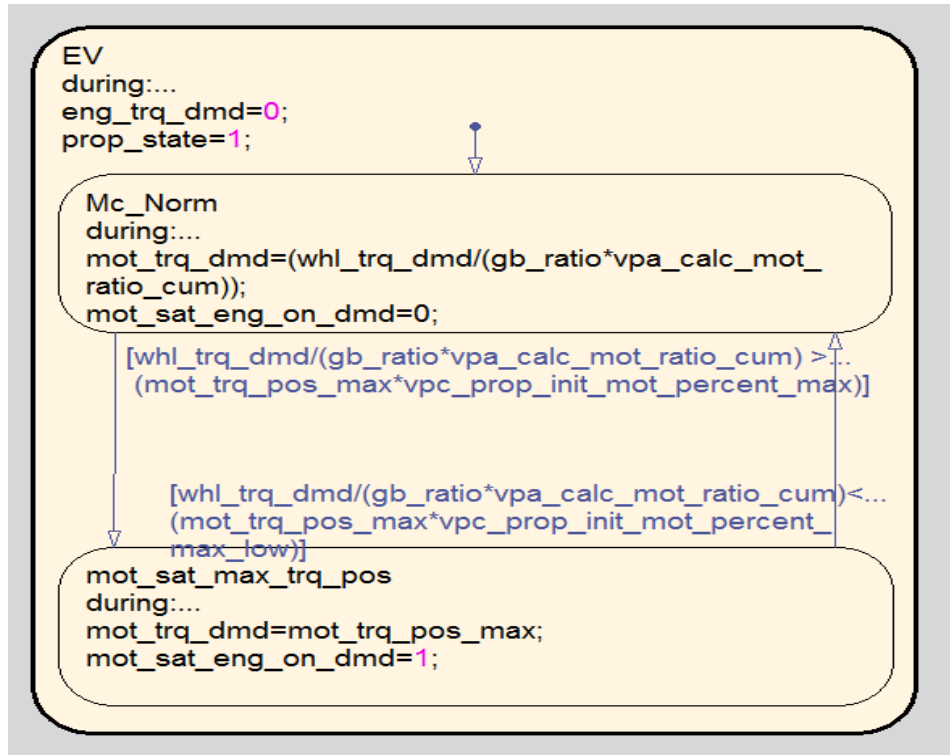 EV
during:...
eng_trq_dmd=0;
prop_state=1;
Mc_Norm
during:...
mot_trq_dmd=(whl_trq_dmd/(gb_ratio*vpa_calc_mot_
ratio_cum));
mot_sat_eng_on_dmd=0;
[whl_trq_dmd/(gb_ratio*vpa_calc_mot_ratio_cum) >...
(mot_trq_pos_max*vpc_prop_init_mot_percent_max)]
[whl_trq_dmd/(gb_ratio*vpa_calc_mot_ratio_cum)<...
(mot_trq_pos_max*vpc_prop_init_mot_percent_
max_low)]
mot_sat_max_trq_pos
during:...
mot_trq_dmd=mot_trq_pos_max;
mot_sat_eng_on_dmd=1;